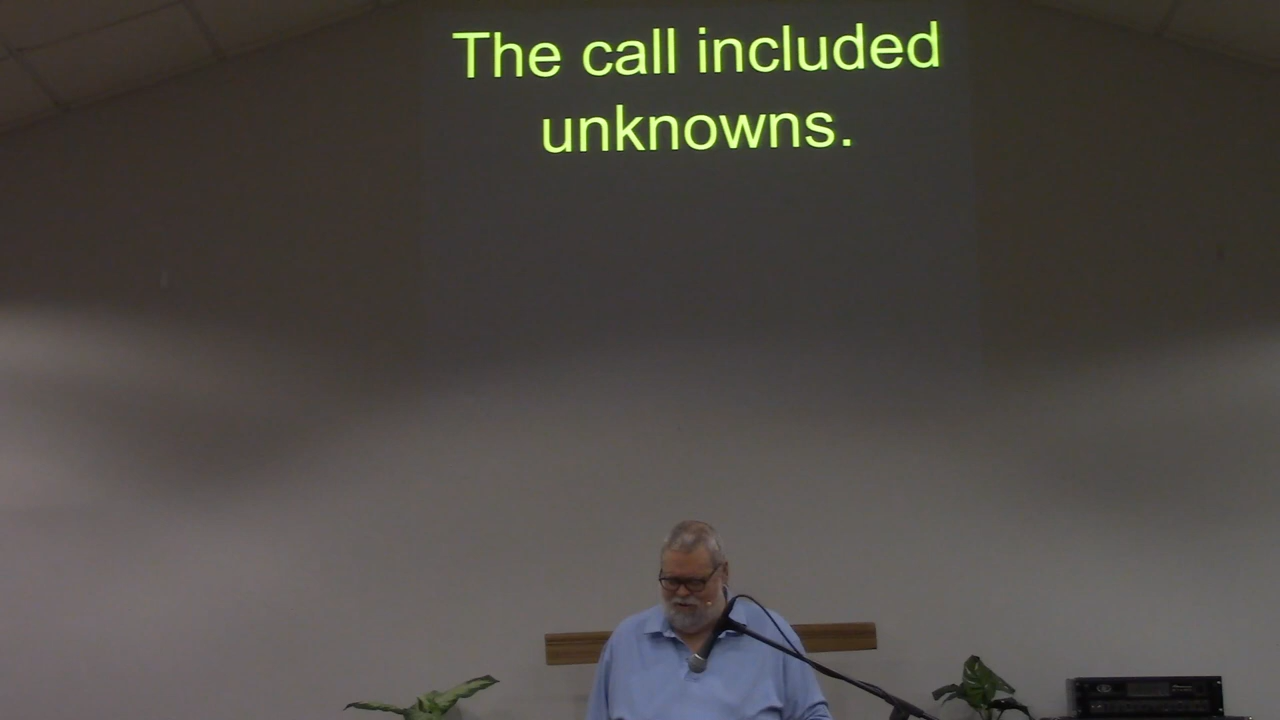 The call included
unknowns.